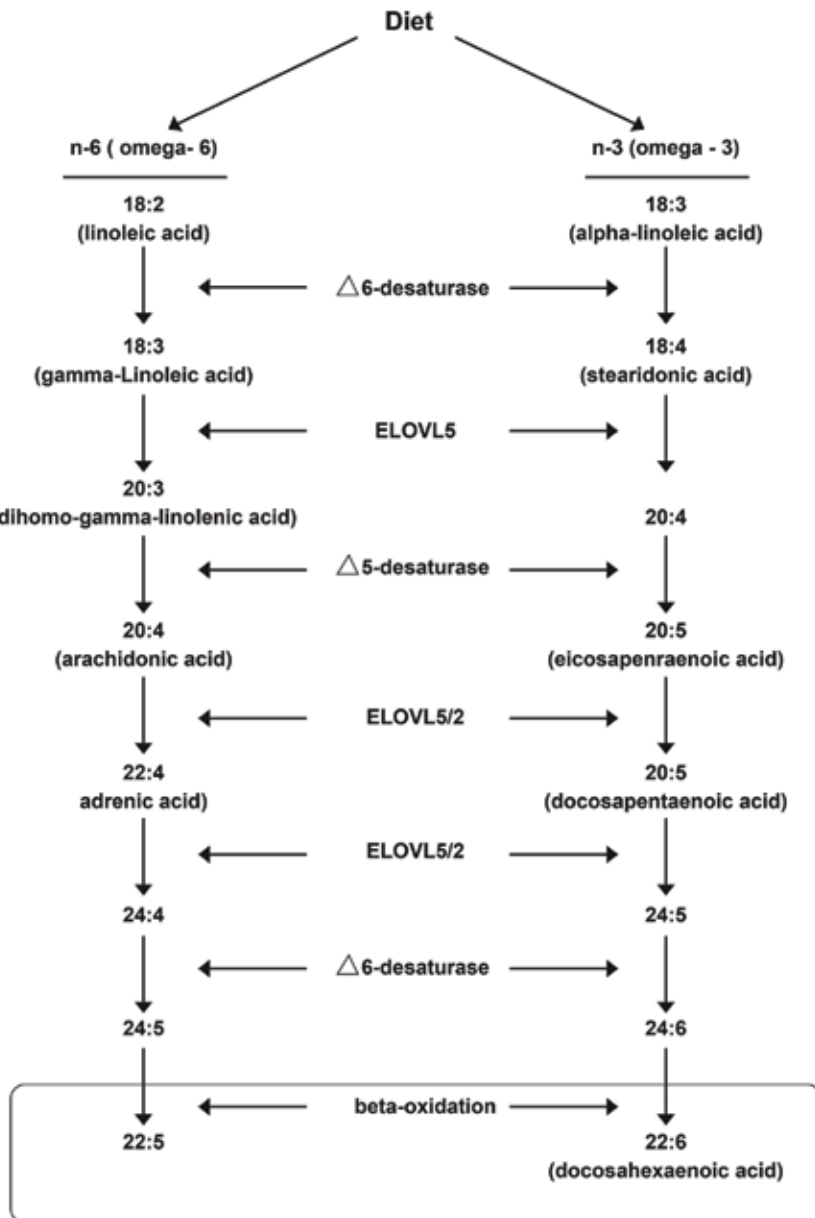 Diet
n-6 ( omega- 6)
n-3 (omega - 3)
18:2
(linoleic acid)
18:3
(alpha-linoleic acid)
△6-desaturase
18:3
(gamma-Linoleic acid)
18:4
(stearidonic acid)
ELOVL5
20:3
dihomo-gamma-linolenic acid)
20:4
△5-desaturase
20:4
(arachidonic acid)
20:5
(eicosapenraenoic acid)
ELOVL5/2
22:4
adrenic acid)
20:5
(docosapentaenoic acid)
ELOVL5/2
24:4
24:5
△6-desaturase
24:5
24:6
beta-oxidation
22:5
22:6
(docosahexaenoic acid)